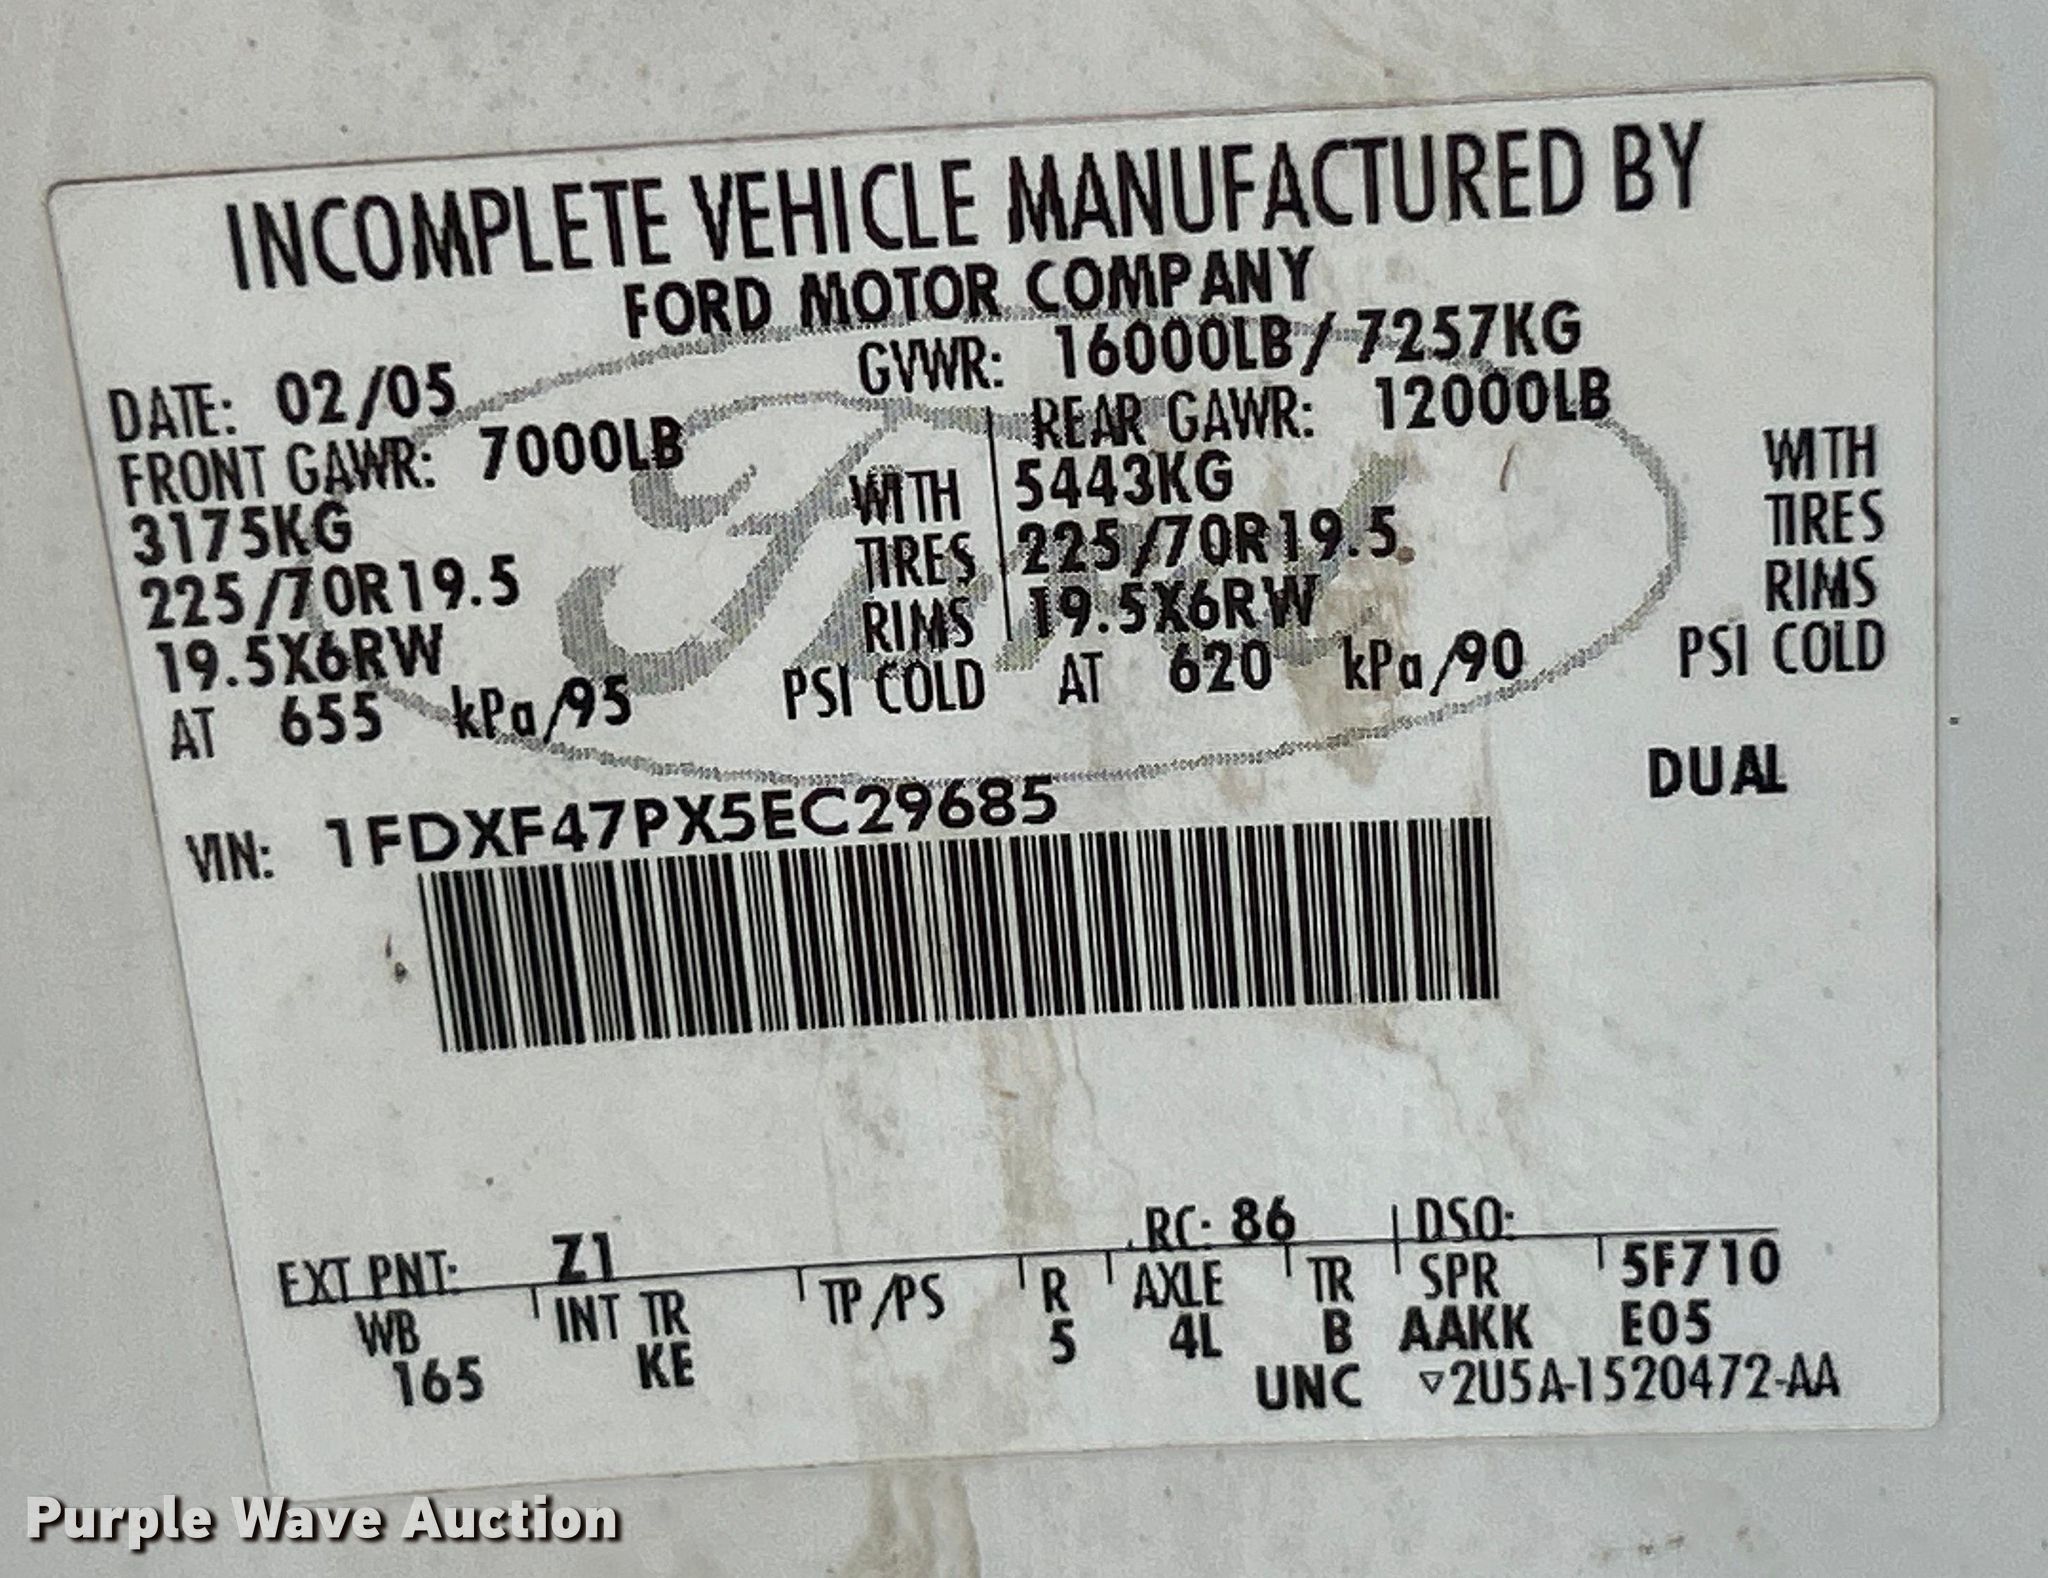 INCOMPLETE VEHICLE MANUFACTURED BY
FORD MOTOR COMPANY
DATE: 02/05 GVWR: 16000LB/ 7257KG
FRONT GAWR: 7000LB REAR GAWR: 12000LB
3175KG WITH 5443KG WITH
225/70R19.5 TIRES 225/70R19.5 TIRES
19.5X6RW RIMS 19.5X6RW RIMS
AT 655 kPa/95 PSI COLD AT 620 kPa/90 PSI COLD
DUAL
VIN: 1FDXF47PX5EC29685
EXT PNT: Z1 RC: 86 DSO:
WB INT TR TP/PS R AXLE TR SPR 5F710
165 KE 5 4L B AAKK E05
UNC ▽2U5A-1520472-AA
Purple Wave Auction